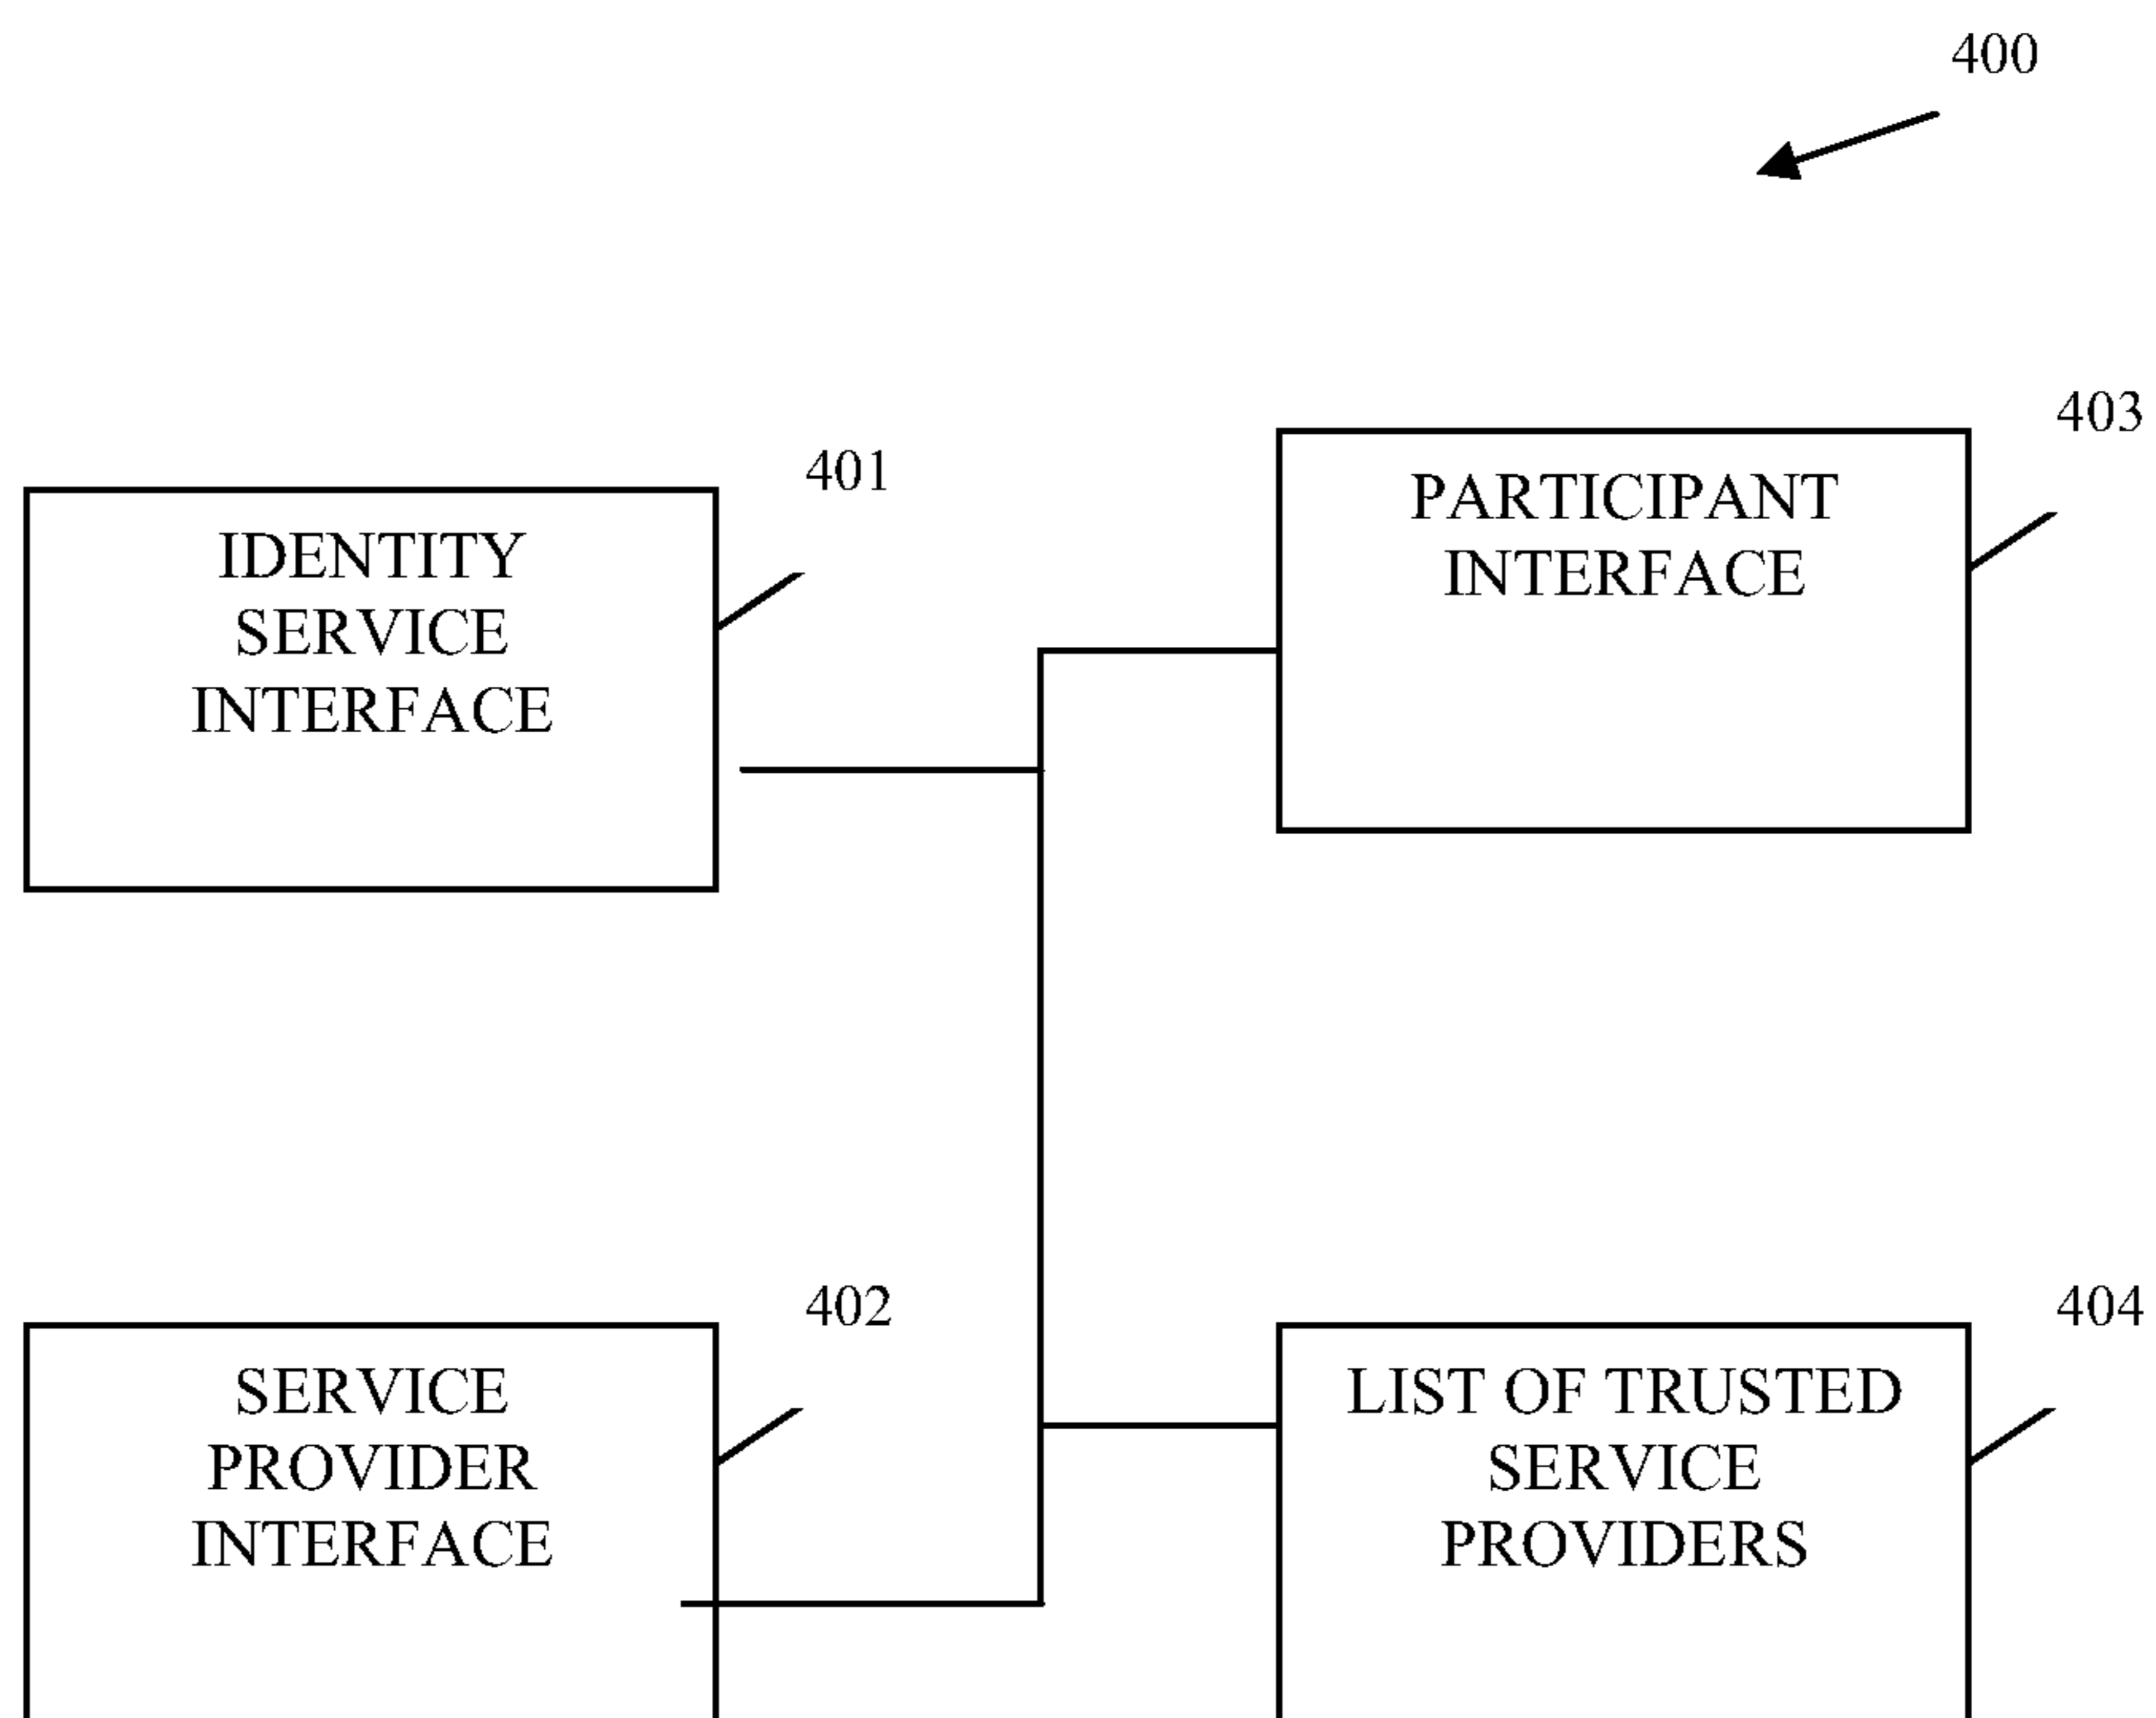 400
401
IDENTITY
SERVICE
INTERFACE
403
PARTICIPANT
INTERFACE
402
SERVICE
PROVIDER
INTERFACE
404
LIST OF TRUSTED
SERVICE
PROVIDERS